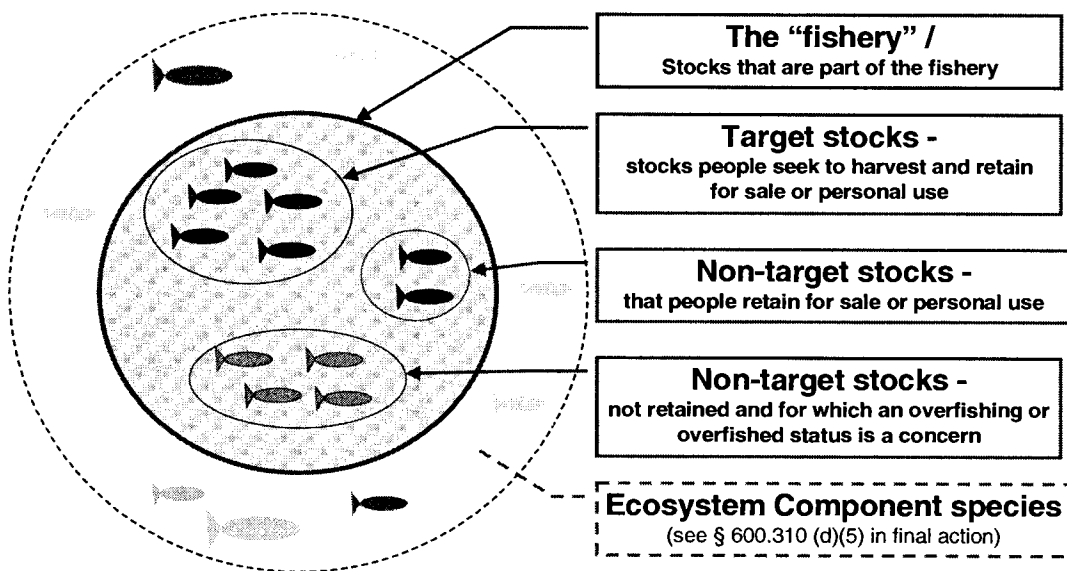 The “fishery” /
Stocks that are part of the fishery
Target stocks -
stocks people seek to harvest and retain
for sale or personal use
Non-target stocks -
that people retain for sale or personal use
Non-target stocks -
not retained and for which an overfishing or
overfished status is a concern
Ecosystem Component species
(see § 600.310 (d)(5) in final action)